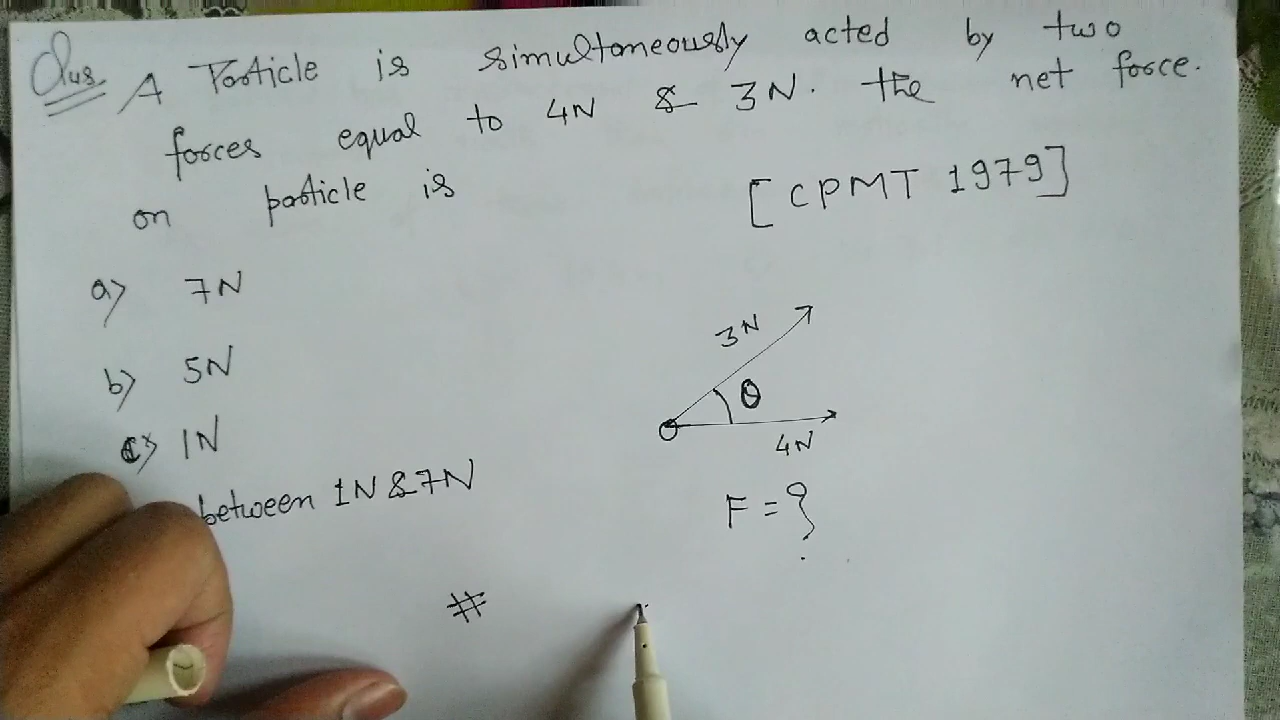 Qus A Particle is simultaneously acted by two
forces equal to 4N & 3N. the net force.
on particle is
[CPMT 1979]
a) 7N
b) 5N
c) 1N
between 1N & 7N
3N
θ
4N
F = ?
#